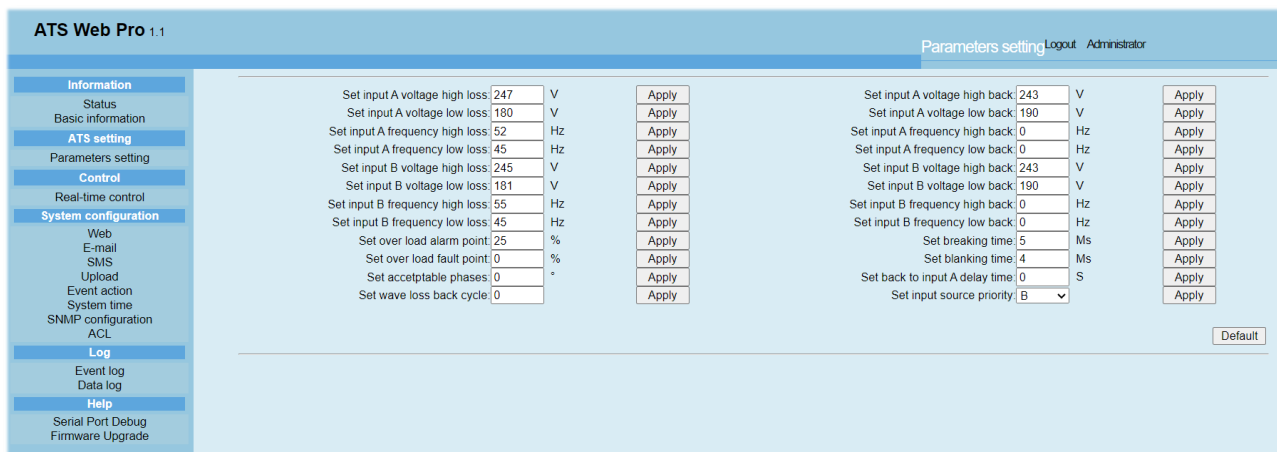 ATS Web Pro 1.1
Parameters setting Logout Administrator
Information
Status
Basic information
ATS setting
Parameters setting
Control
Real-time control
System configuration
Web
E-mail
SMS
Upload
Event action
System time
SNMP configuration
ACL
Log
Event log
Data log
Help
Serial Port Debug
Firmware Upgrade
Set input A voltage high loss: 247 V Apply Set input A voltage high back: 243 V Apply
Set input A voltage low loss: 180 V Apply Set input A voltage low back: 190 V Apply
Set input A frequency high loss: 52 Hz Apply Set input A frequency high back: 0 Hz Apply
Set input A frequency low loss: 45 Hz Apply Set input A frequency low back: 0 Hz Apply
Set input B voltage high loss: 245 V Apply Set input B voltage high back: 243 V Apply
Set input B voltage low loss: 181 V Apply Set input B voltage low back: 190 V Apply
Set input B frequency high loss: 55 Hz Apply Set input B frequency high back: 0 Hz Apply
Set input B frequency low loss: 45 Hz Apply Set input B frequency low back: 0 Hz Apply
Set over load alarm point: 25 % Apply Set breaking time: 5 Ms Apply
Set over load fault point: 0 % Apply Set blanking time: 4 Ms Apply
Set accetptable phases: 0 ° Apply Set back to input A delay time: 0 S Apply
Set wave loss back cycle: 0 Apply Set input source priority: B Apply
Default